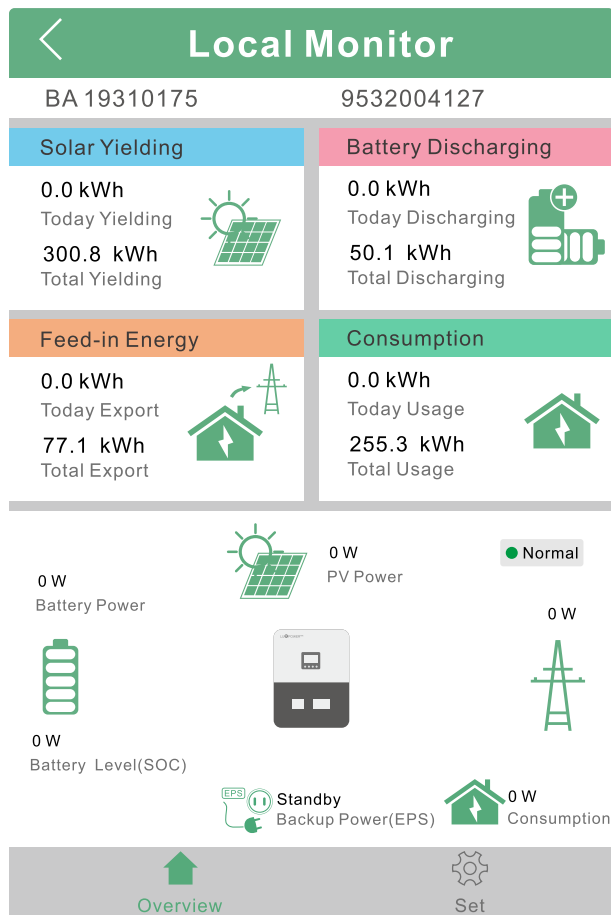 Local Monitor
BA 19310175
9532004127
Solar Yielding
0.0 kWh
Today Yielding
300.8 kWh
Total Yielding
Battery Discharging
0.0 kWh
Today Discharging
50.1 kWh
Total Discharging
Feed-in Energy
0.0 kWh
Today Export
77.1 kWh
Total Export
Consumption
0.0 kWh
Today Usage
255.3 kWh
Total Usage
0 W
PV Power
Normal
0 W
Battery Power
0 W
0 W
Battery Level(SOC)
EPS
Standby
Backup Power(EPS)
0 W
Consumption
Overview
Set